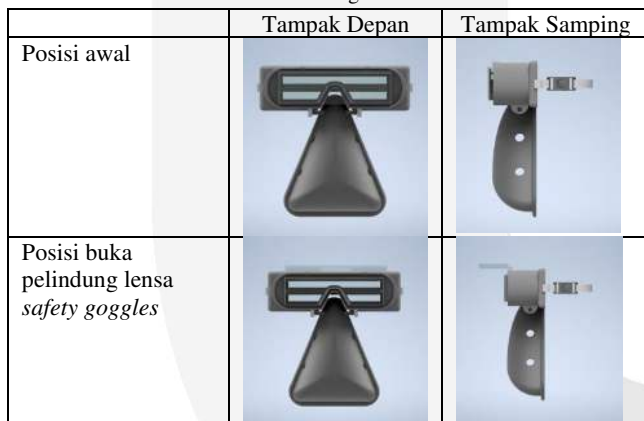 Tampak Depan Tampak Samping
Posisi awal
Posisi buka
pelindung lensa
safety goggles